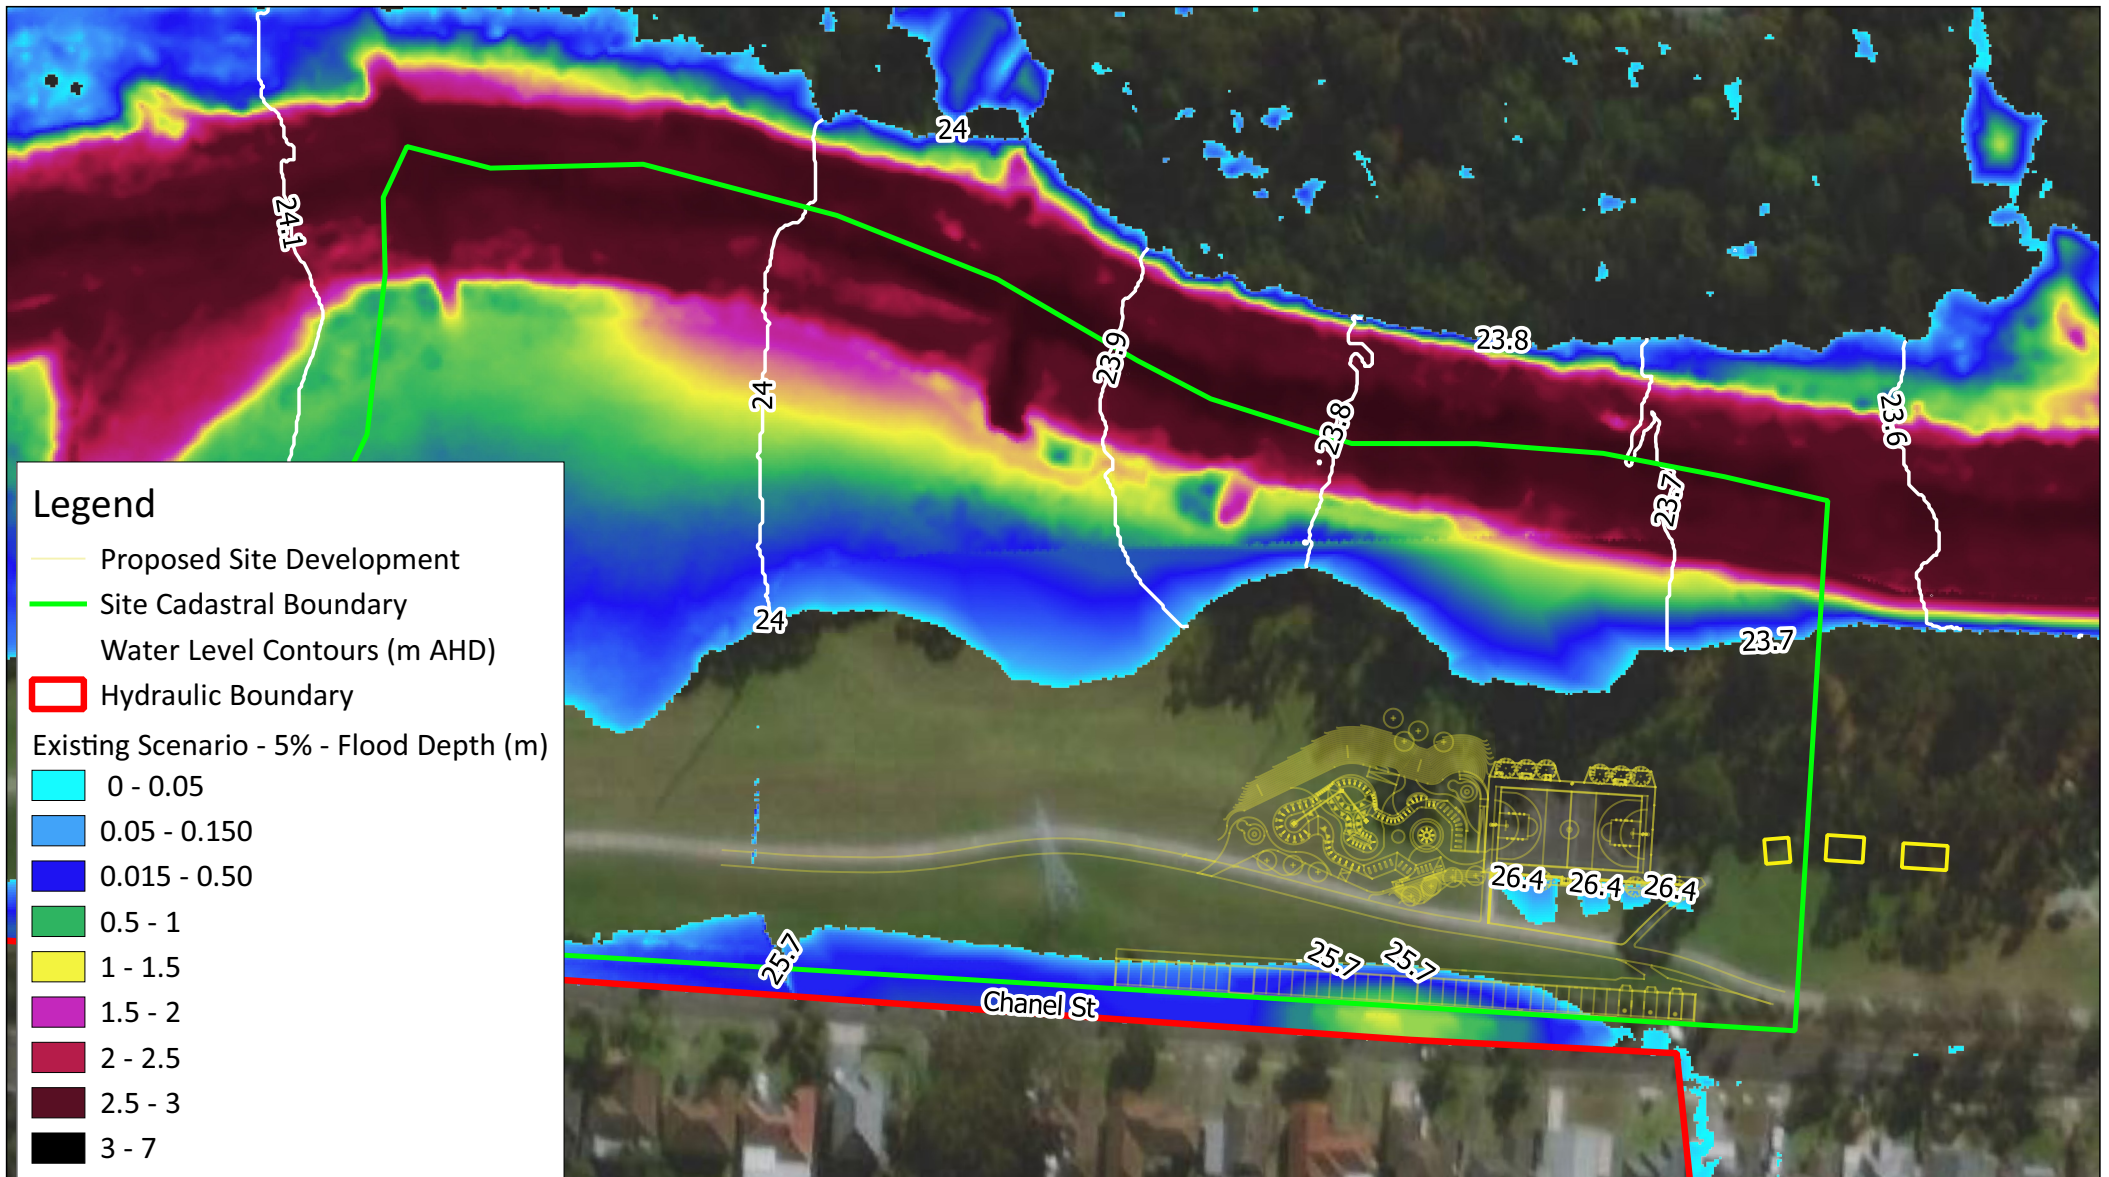 24
24.1
23.9
24
23.8
23.8
23.6
23.7
24
23.7
Legend
Proposed Site Development
Site Cadastral Boundary
Water Level Contours (m AHD)
Hydraulic Boundary
Existing Scenario - 5% - Flood Depth (m)
0 - 0.05
0.05 - 0.150
0.015 - 0.50
0.5 - 1
1 - 1.5
1.5 - 2
2 - 2.5
2.5 - 3
3 - 7
26.4 26.4 26.4
25.7 25.7 25.7
Chanel St